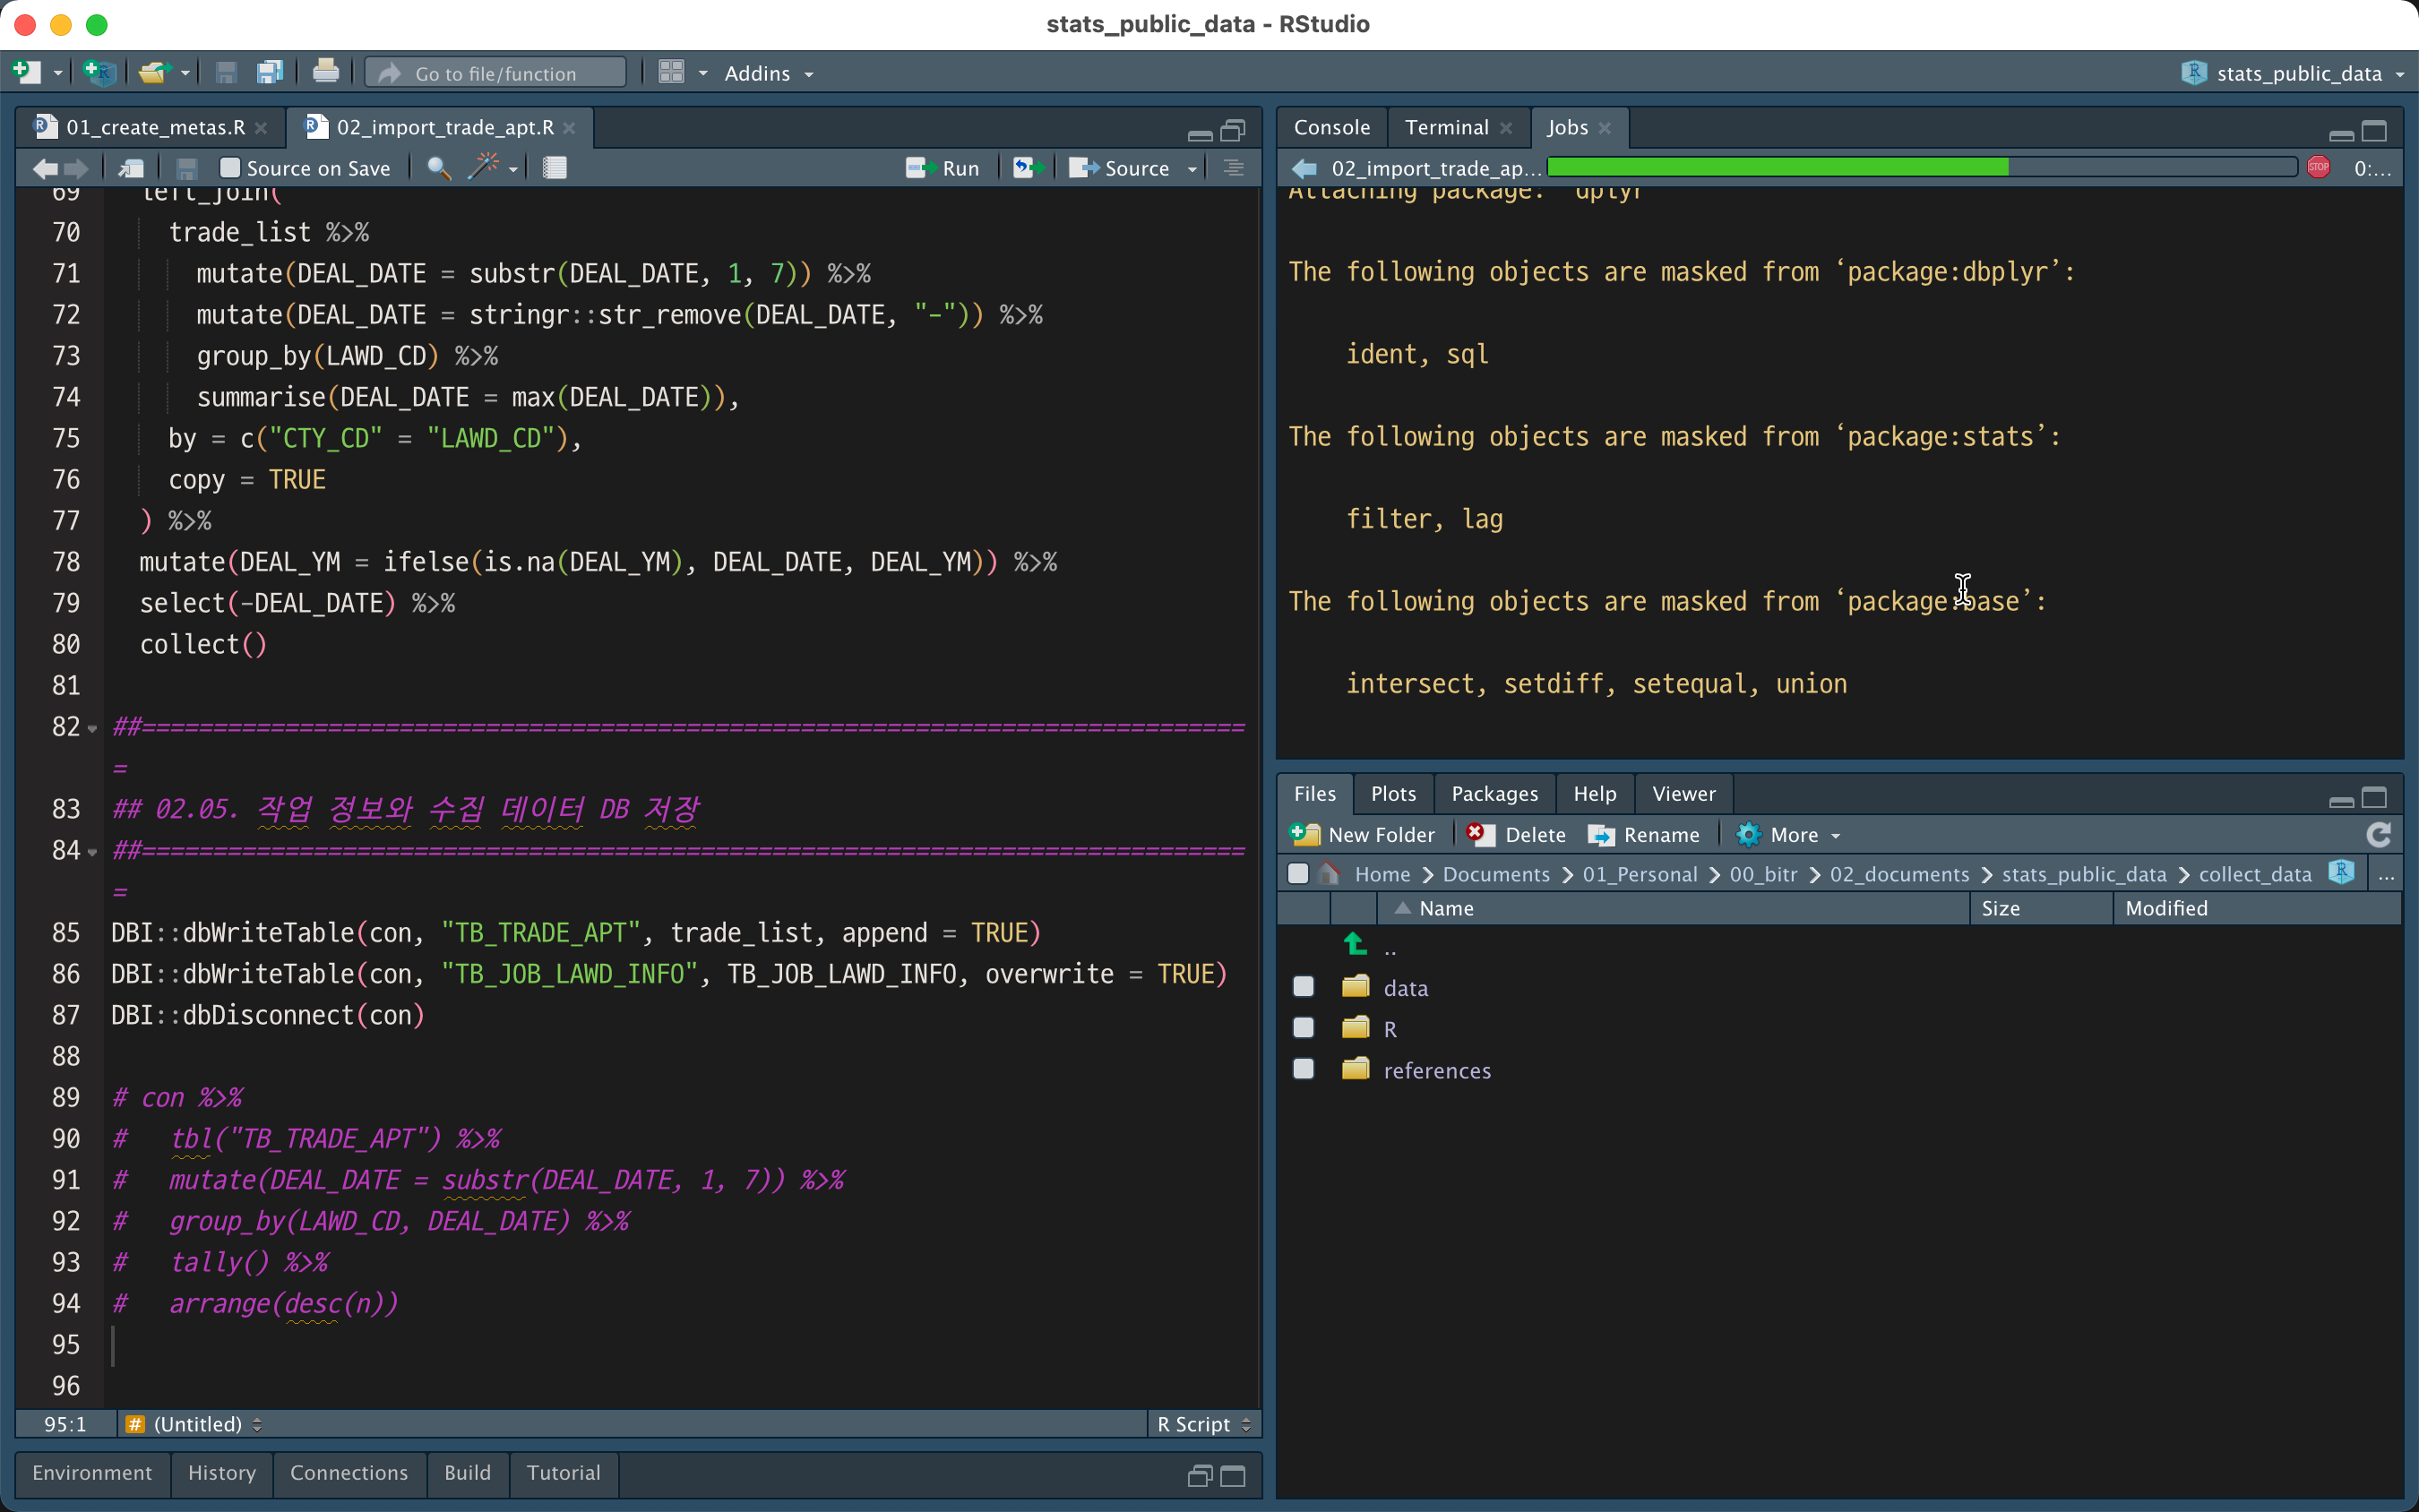 stats_public_data - RStudio
Go to file/function
Addins
stats_public_data
01_create_metas.R
02_import_trade_apt.R
Source on Save
Run
Source
69 left_join(
70 trade_list %>%
71 mutate(DEAL_DATE = substr(DEAL_DATE, 1, 7)) %>%
72 mutate(DEAL_DATE = stringr::str_remove(DEAL_DATE, "-")) %>%
73 group_by(LAWD_CD) %>%
74 summarise(DEAL_DATE = max(DEAL_DATE)),
75 by = c("CTY_CD" = "LAWD_CD"),
76 copy = TRUE
77 ) %>%
78 mutate(DEAL_YM = ifelse(is.na(DEAL_YM), DEAL_DATE, DEAL_YM)) %>%
79 select(-DEAL_DATE) %>%
80 collect()
81
82 ##=============================================================================
=
83 ## 02.05. 작업 정보와 수집 데이터 DB 저장
84 ##=============================================================================
=
85 DBI::dbWriteTable(con, "TB_TRADE_APT", trade_list, append = TRUE)
86 DBI::dbWriteTable(con, "TB_JOB_LAWD_INFO", TB_JOB_LAWD_INFO, overwrite = TRUE)
87 DBI::dbDisconnect(con)
88
89 # con %>%
90 # tbl("TB_TRADE_APT") %>%
91 # mutate(DEAL_DATE = substr(DEAL_DATE, 1, 7)) %>%
92 # group_by(LAWD_CD, DEAL_DATE) %>%
93 # tally() %>%
94 # arrange(desc(n))
95
96
95:1 # (Untitled) R Script
Environment History Connections Build Tutorial
Console Terminal Jobs
02_import_trade_ap... STOP 0:...
Attaching package: ‘dplyr’
The following objects are masked from ‘package:dbplyr’:
ident, sql
The following objects are masked from ‘package:stats’:
filter, lag
The following objects are masked from ‘package:base’:
intersect, setdiff, setequal, union
Files Plots Packages Help Viewer
New Folder Delete Rename More
Home Documents 01_Personal 00_bitr 02_documents stats_public_data collect_data ...
Name Size Modified
..
data
R
references